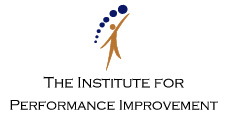 THE INSTITUTE FOR
PERFORMANCE IMPROVEMENT